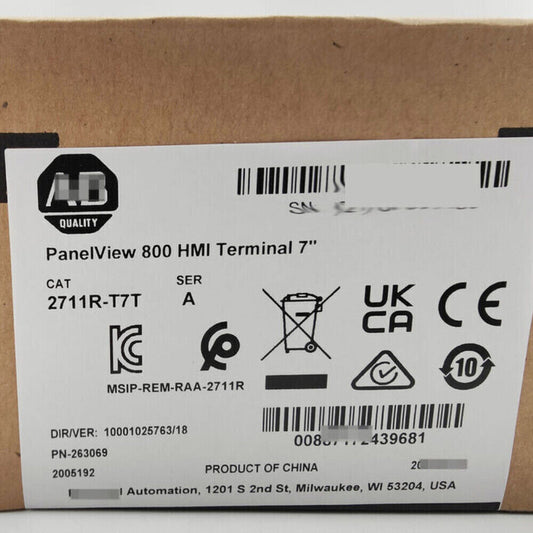 QUALITY
SN
PanelView 800 HMI Terminal 7"
CAT SER
2711R-T7T A
UK
CA
CE
10
MSIP-REM-RAA-2711R
DIR/VER: 10001025763/18
PN-263069
2005192
PRODUCT OF CHINA
Automation, 1201 S 2nd St, Milwaukee, WI 53204, USA